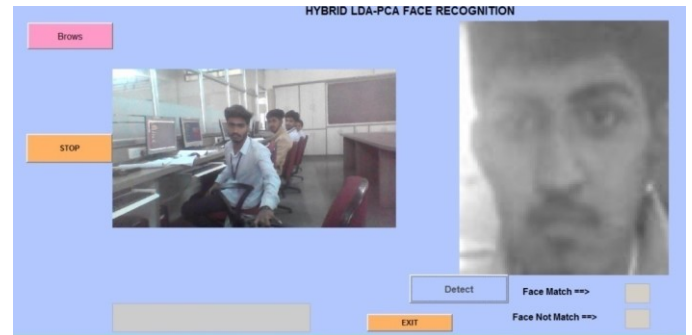 HYBRID LDA-PCA FACE RECOGNITION
Brows
STOP
Detect
Face Match ==>
EXIT
Face Not Match ==>